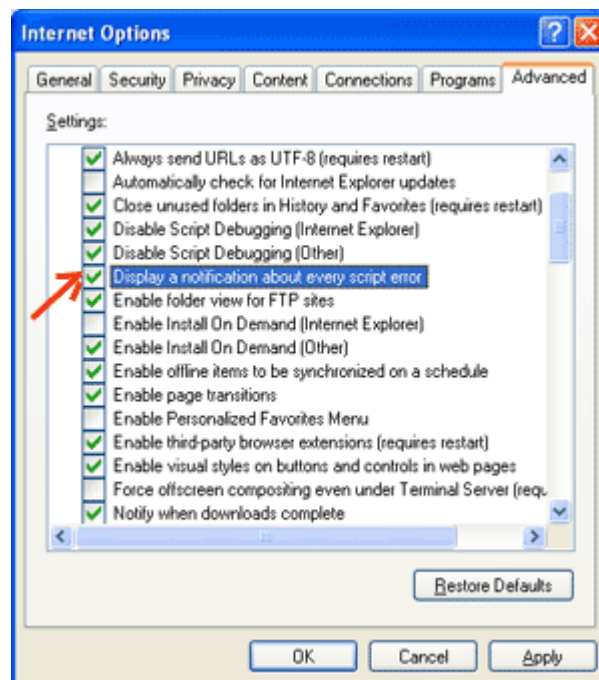 Internet Options
General Security Privacy Content Connections Programs Advanced
Settings:
Always send URLs as UTF-8 (requires restart)
Automatically check for Internet Explorer updates
Close unused folders in History and Favorites (requires restart)
Disable Script Debugging (Internet Explorer)
Disable Script Debugging (Other)
Display a notification about every script error
Enable folder view for FTP sites
Enable Install On Demand (Internet Explorer)
Enable Install On Demand (Other)
Enable offline items to be synchronized on a schedule
Enable page transitions
Enable Personalized Favorites Menu
Enable third-party browser extensions (requires restart)
Enable visual styles on buttons and controls in web pages
Force offscreen compositing even under Terminal Server (requ
Notify when downloads complete
Restore Defaults
OK Cancel Apply